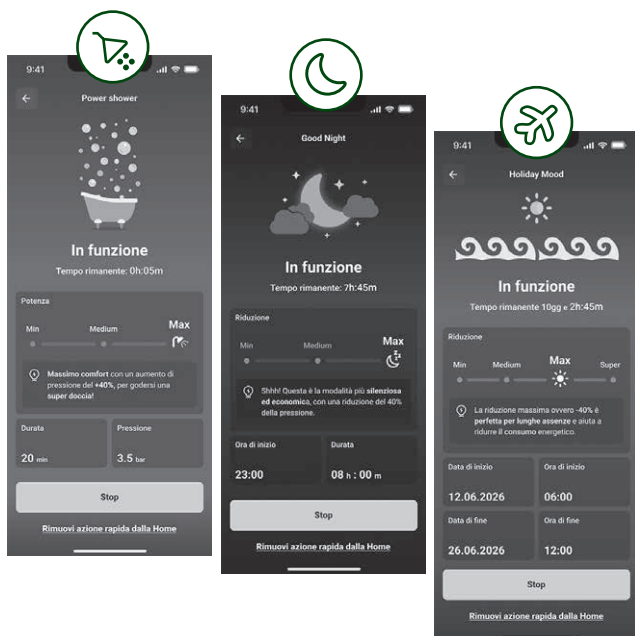 9:41
Power shower
In funzione
Tempo rimanente: 0h:05m
Potenza
Min Medium Max
Massimo comfort con un aumento di
pressione del +40%, per godersi una
super doccia!
Durata Pressione
20 min 3.5 bar
Stop
Rimuovi azione rapida dalla Home
9:41
Good Night
In funzione
Tempo rimanente: 7h:45m
Riduzione
Min Medium Max
Shhh! Questa è la modalità più silenziosa
ed economica, con una riduzione del 40%
della pressione.
Ora di inizio Durata
23:00 08 h : 00 m
Stop
Rimuovi azione rapida dalla Home
9:41
Holiday Mood
In funzione
Tempo rimanente 10gg e 2h:45m
Riduzione
Min Medium Max Super
La riduzione massima ovvero -40% è
perfetta per lunghe assenze e aiuta a
ridurre il consumo energetico.
Data di inizio Ora di inizio
12.06.2026 06:00
Data di fine Ora di fine
26.06.2026 12:00
Stop
Rimuovi azione rapida dalla Home